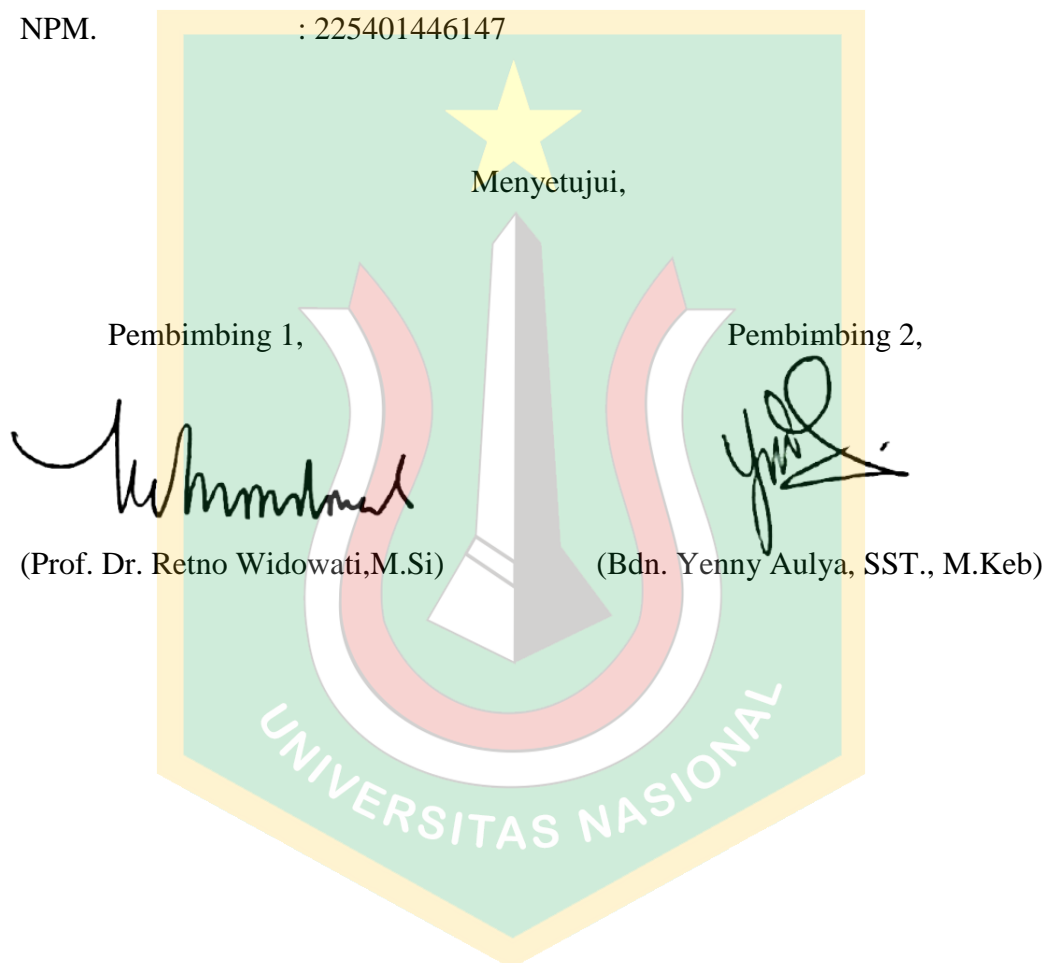 NPM. : 225401446147
Menyetujui,
Pembimbing 1, Pembimbing 2,
(Prof. Dr. Retno Widowati,M.Si) (Bdn. Yenny Aulya, SST., M.Keb)
UNIVERSITAS NASIONAL